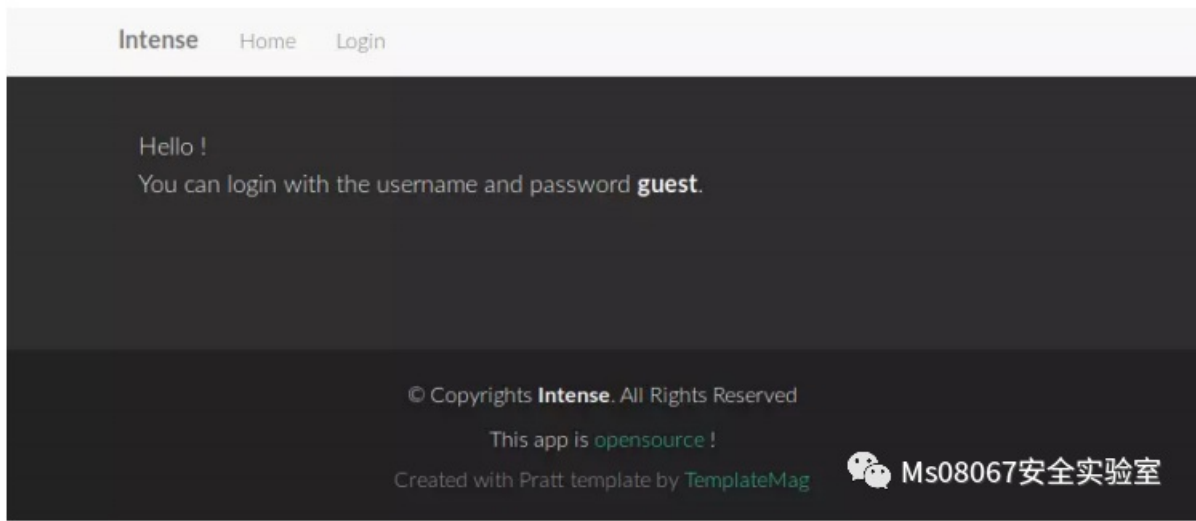 Intense Home Login
Hello !
You can login with the username and password guest.
© Copyrights Intense. All Rights Reserved
This app is opensource !
Created with Pratt template by TemplateMag
Ms08067安全实验室